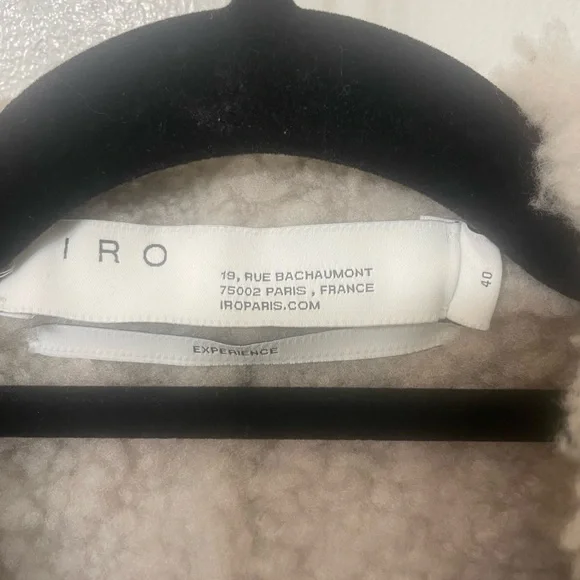 IRO
19, RUE BACHAUMONT
75002 PARIS , FRANCE
IROPARIS.COM
40
EXPERIENCE